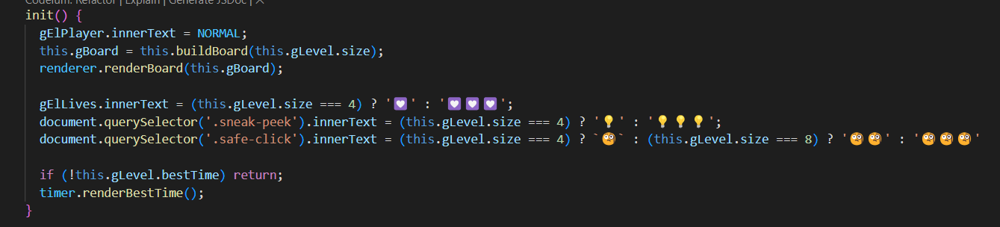 Codeium: Refactor | Explain | Generate JSDoc | X
init() {
gElPlayer.innerText = NORMAL;
this.gBoard = this.buildBoard(this.gLevel.size);
renderer.renderBoard(this.gBoard);
gElLives.innerText = (this.gLevel.size === 4) ? '💟' : '💟💟💟';
document.querySelector('.sneak-peek').innerText = (this.gLevel.size === 4) ? '💡' : '💡💡💡';
document.querySelector('.safe-click').innerText = (this.gLevel.size === 4) ? `🧐` : (this.gLevel.size === 8) ? '🧐🧐' : '🧐🧐🧐'
if (!this.gLevel.bestTime) return;
timer.renderBestTime();
}